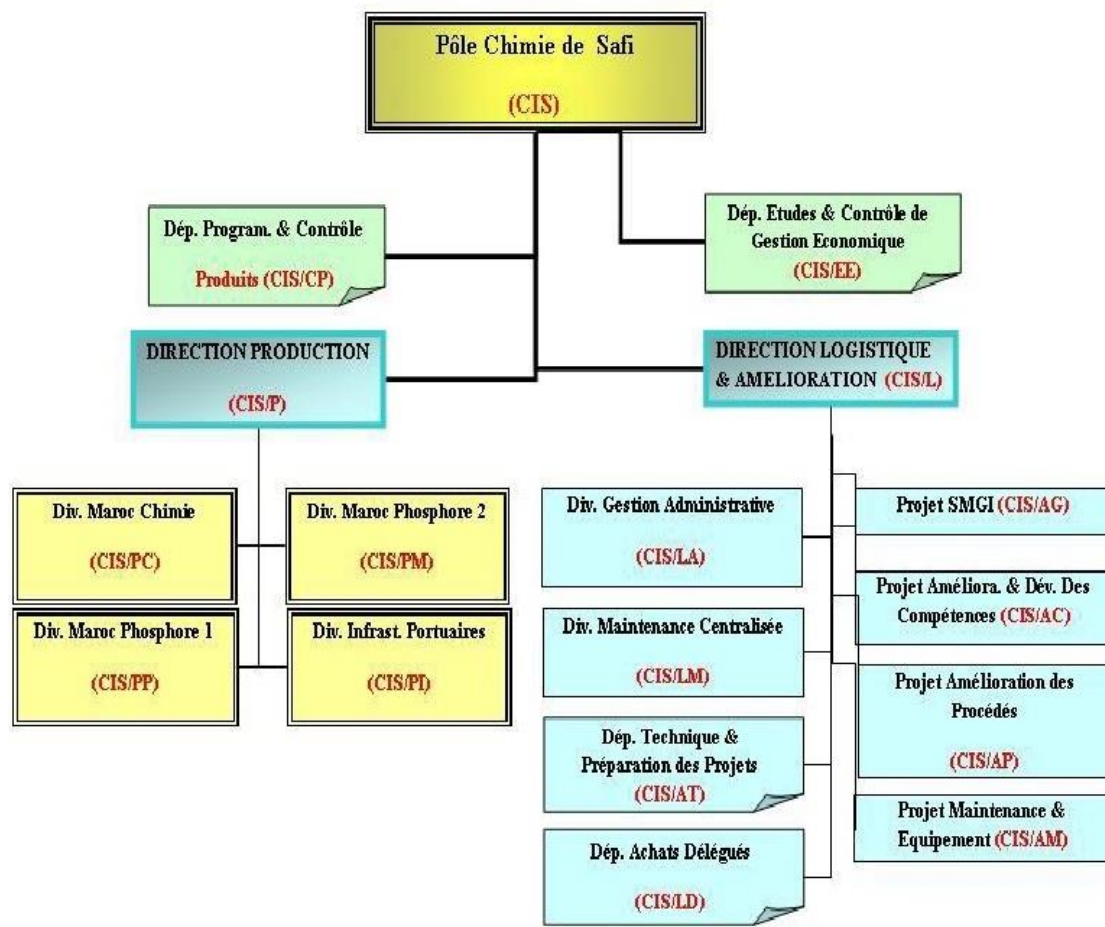 Pôle Chimie de Safi
(CIS)
Dép. Program. & Contrôle
Produits (CIS/CP)
Dép. Etudes & Contrôle de
Gestion Economique
(CIS/EE)
DIRECTION PRODUCTION
(CIS/P)
DIRECTION LOGISTIQUE
& AMELIORATION (CIS/L)
Div. Maroc Chimie
(CIS/PC)
Div. Maroc Phosphore 2
(CIS/PM)
Div. Maroc Phosphore 1
(CIS/PP)
Div. Infrast. Portuaires
(CIS/PI)
Div. Gestion Administrative
(CIS/LA)
Div. Maintenance Centralisée
(CIS/LM)
Dép. Technique &
Préparation des Projets
(CIS/AT)
Dép. Achats Délégués
(CIS/LD)
Projet SMGI (CIS/AG)
Projet Améliora. & Dév. Des
Compétences (CIS/AC)
Projet Amélioration des
Procédés
(CIS/AP)
Projet Maintenance &
Equipement (CIS/AM)